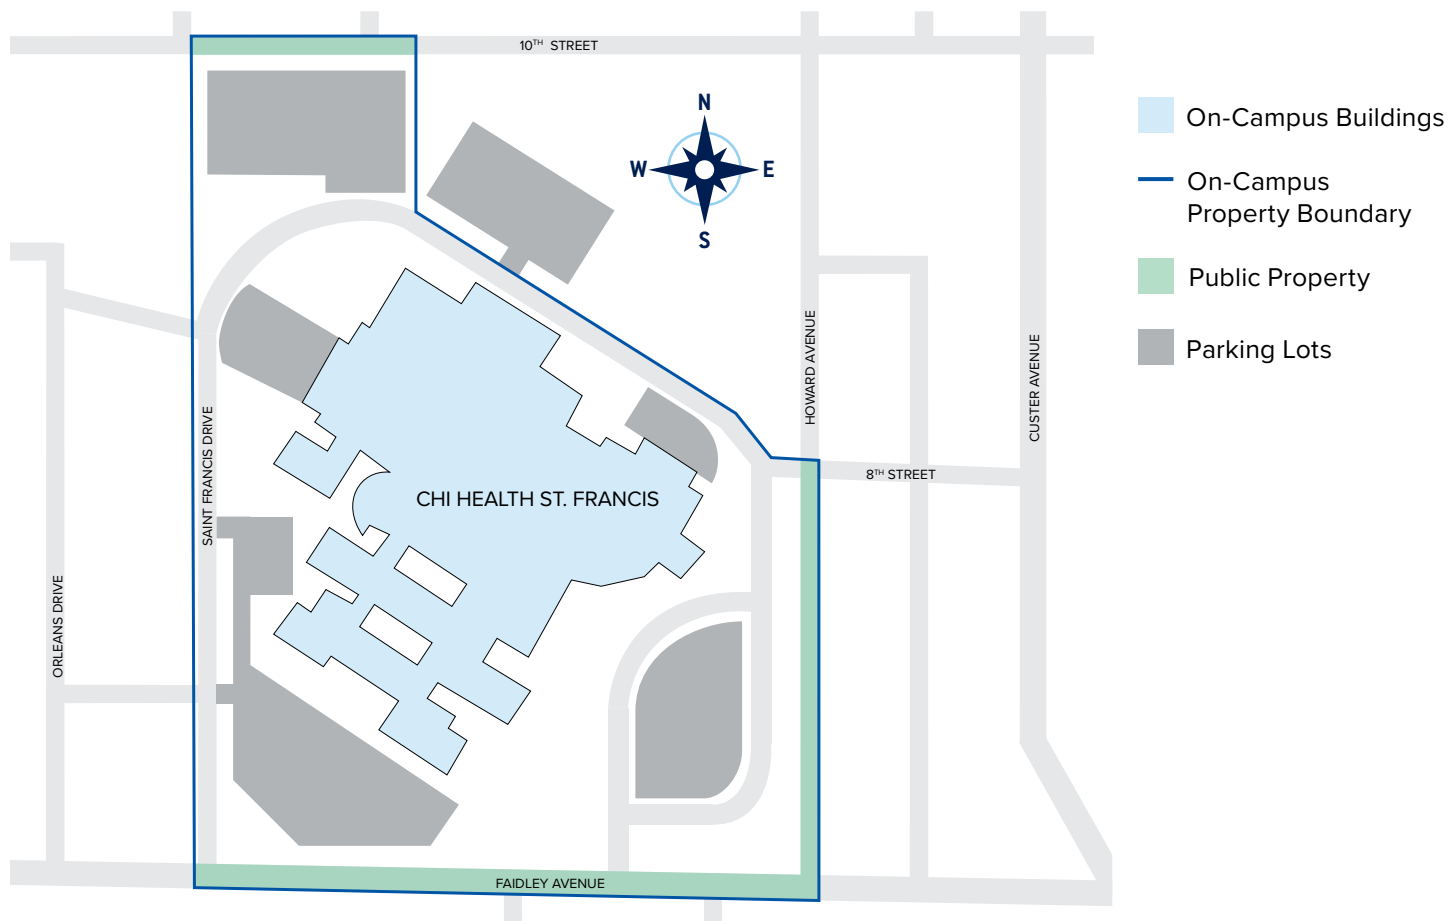 10TH STREET
N
W
E
S
On-Campus Buildings
On-Campus
Property Boundary
Public Property
Parking Lots
HOWARD AVENUE
CUSTER AVENUE
SAINT FRANCIS DRIVE
8TH STREET
CHI HEALTH ST. FRANCIS
ORLEANS DRIVE
FAIDLEY AVENUE